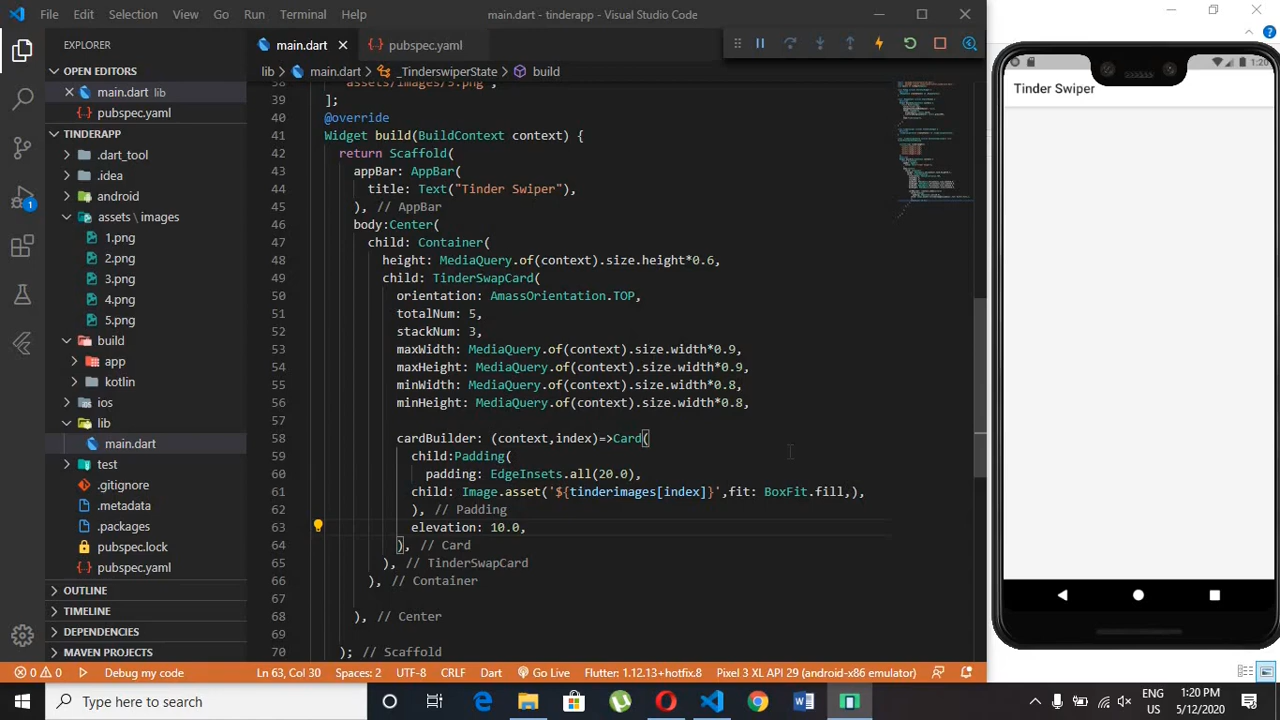 File Edit Selection View Go Run Terminal Help
main.dart - tinderapp - Visual Studio Code
EXPLORER
OPEN EDITORS
main.dart lib
pubspec.yaml
TINDERAPP
.dart_tool
.idea
assets \ images
1.png
2.png
3.png
4.png
5.png
build
app
kotlin
ios
lib
main.dart
test
.gitignore
.metadata
.packages
pubspec.lock
pubspec.yaml
OUTLINE
TIMELINE
DEPENDENCIES
MAVEN PROJECTS
main.dart
pubspec.yaml
lib > main.dart > _TinderswiperState > build
38 "assets/images/5.png",
39 ];
40 @override
41 Widget build(BuildContext context) {
42 return Scaffold(
43 appBar: AppBar(
44 title: Text("Tinder Swiper"),
45 ), // AppBar
46 body:Center(
47 child: Container(
48 height: MediaQuery.of(context).size.height*0.6,
49 child: TinderSwapCard(
50 orientation: AmassOrientation.TOP,
51 totalNum: 5,
52 stackNum: 3,
53 maxWidth: MediaQuery.of(context).size.width*0.9,
54 maxHeight: MediaQuery.of(context).size.width*0.9,
55 minWidth: MediaQuery.of(context).size.width*0.8,
56 minHeight: MediaQuery.of(context).size.width*0.8,
57
58 cardBuilder: (context,index)=>Card(
59 child:Padding(
60 padding: EdgeInsets.all(20.0),
61 child: Image.asset('${tinderimages[index]}',fit: BoxFit.fill,),
62 ), // Padding
63 elevation: 10.0,
64 ), // Card
65 ), // TinderSwapCard
66 ), // Container
67
68 ), // Center
69
70 ); // Scaffold
1:20
Tinder Swiper
0 0 Debug my code Ln 63, Col 30 Spaces: 2 UTF-8 CRLF Dart Go Live Flutter: 1.12.13+hotfix.8 Pixel 3 XL API 29 (android-x86 emulator)
Type here to search
ENG
US
1:20 PM
5/12/2020